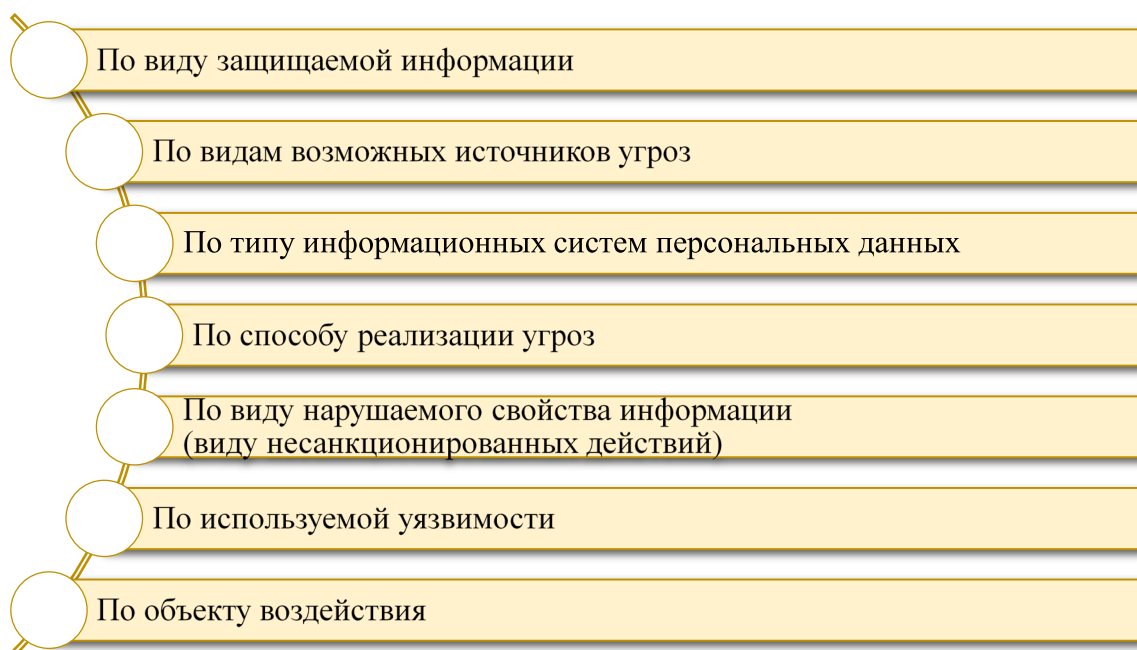 По виду защищаемой информации
По видам возможных источников угроз
По типу информационных систем персональных данных
По способу реализации угроз
По виду нарушаемого свойства информации
(виду несанкционированных действий)
По используемой уязвимости
По объекту воздействия